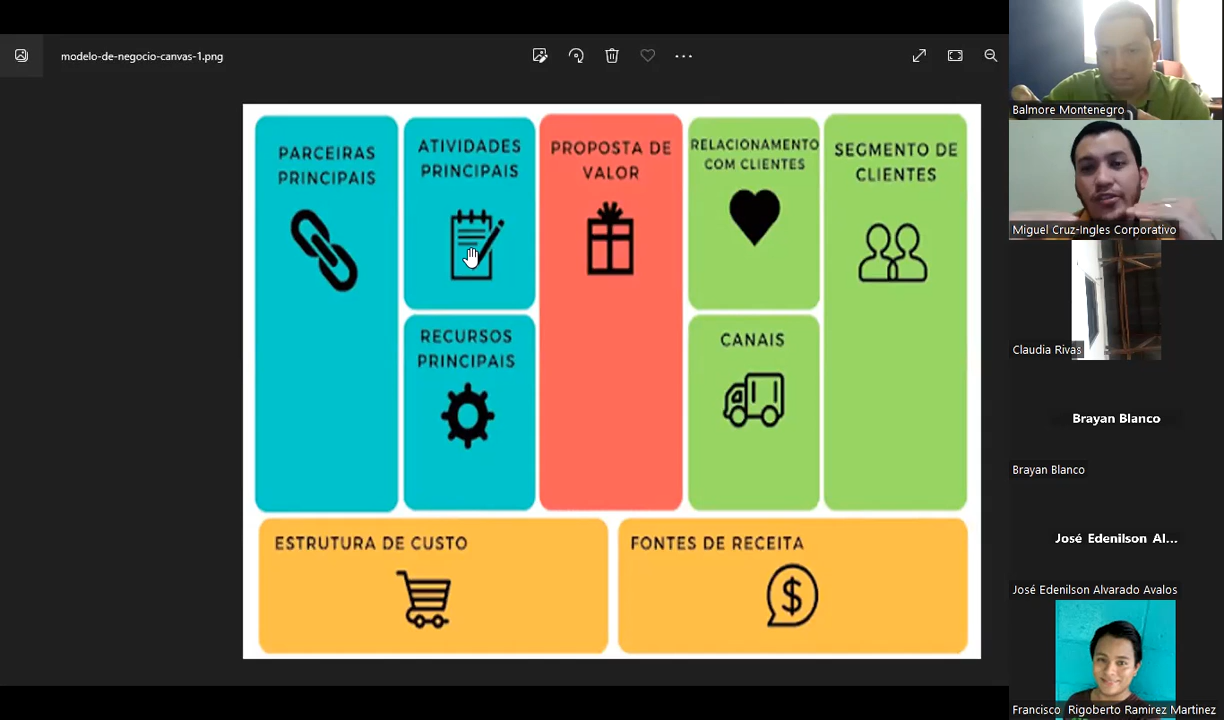 modelo-de-negocio-canvas-1.png
PARCEIRAS
PRINCIPAIS
ATIVIDADES
PRINCIPAIS
RECURSOS
PRINCIPAIS
PROPOSTA DE
VALOR
RELACIONAMENTO
COM CLIENTES
CANAIS
SEGMENTO DE
CLIENTES
ESTRUTURA DE CUSTO
FONTES DE RECEITA
$
Balmore Montenegro
Miguel Cruz-Ingles Corporativo
Claudia Rivas
Brayan Blanco
Brayan Blanco
José Edenilson Al...
José Edenilson Alvarado Avalos
Francisco Rigoberto Ramirez Martinez